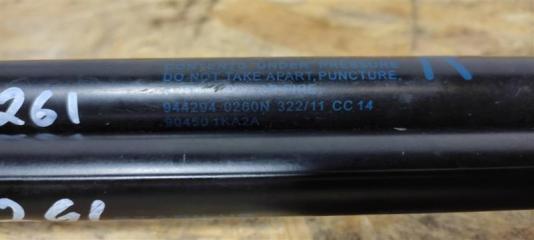 CONTENTS UNDER PRESSURE
DO NOT TAKE APART, PUNCTURE,
944294 0260N 322/11 CC 14
90450 1KA2A
261
261